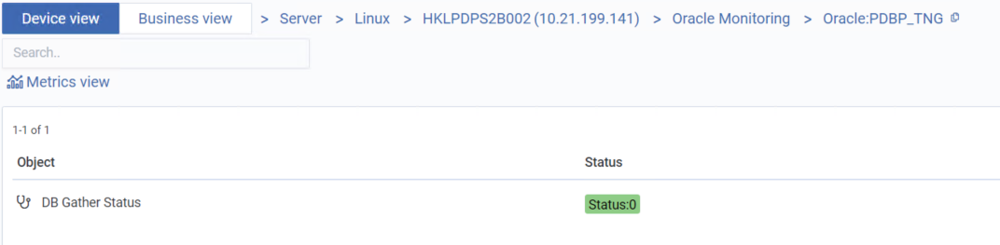 Device view Business view > Server > Linux > HKLPDPS2B002 (10.21.199.141) > Oracle Monitoring > Oracle:PDBP_TNG
Search..
Metrics view
1-1 of 1
Object Status
DB Gather Status Status:0